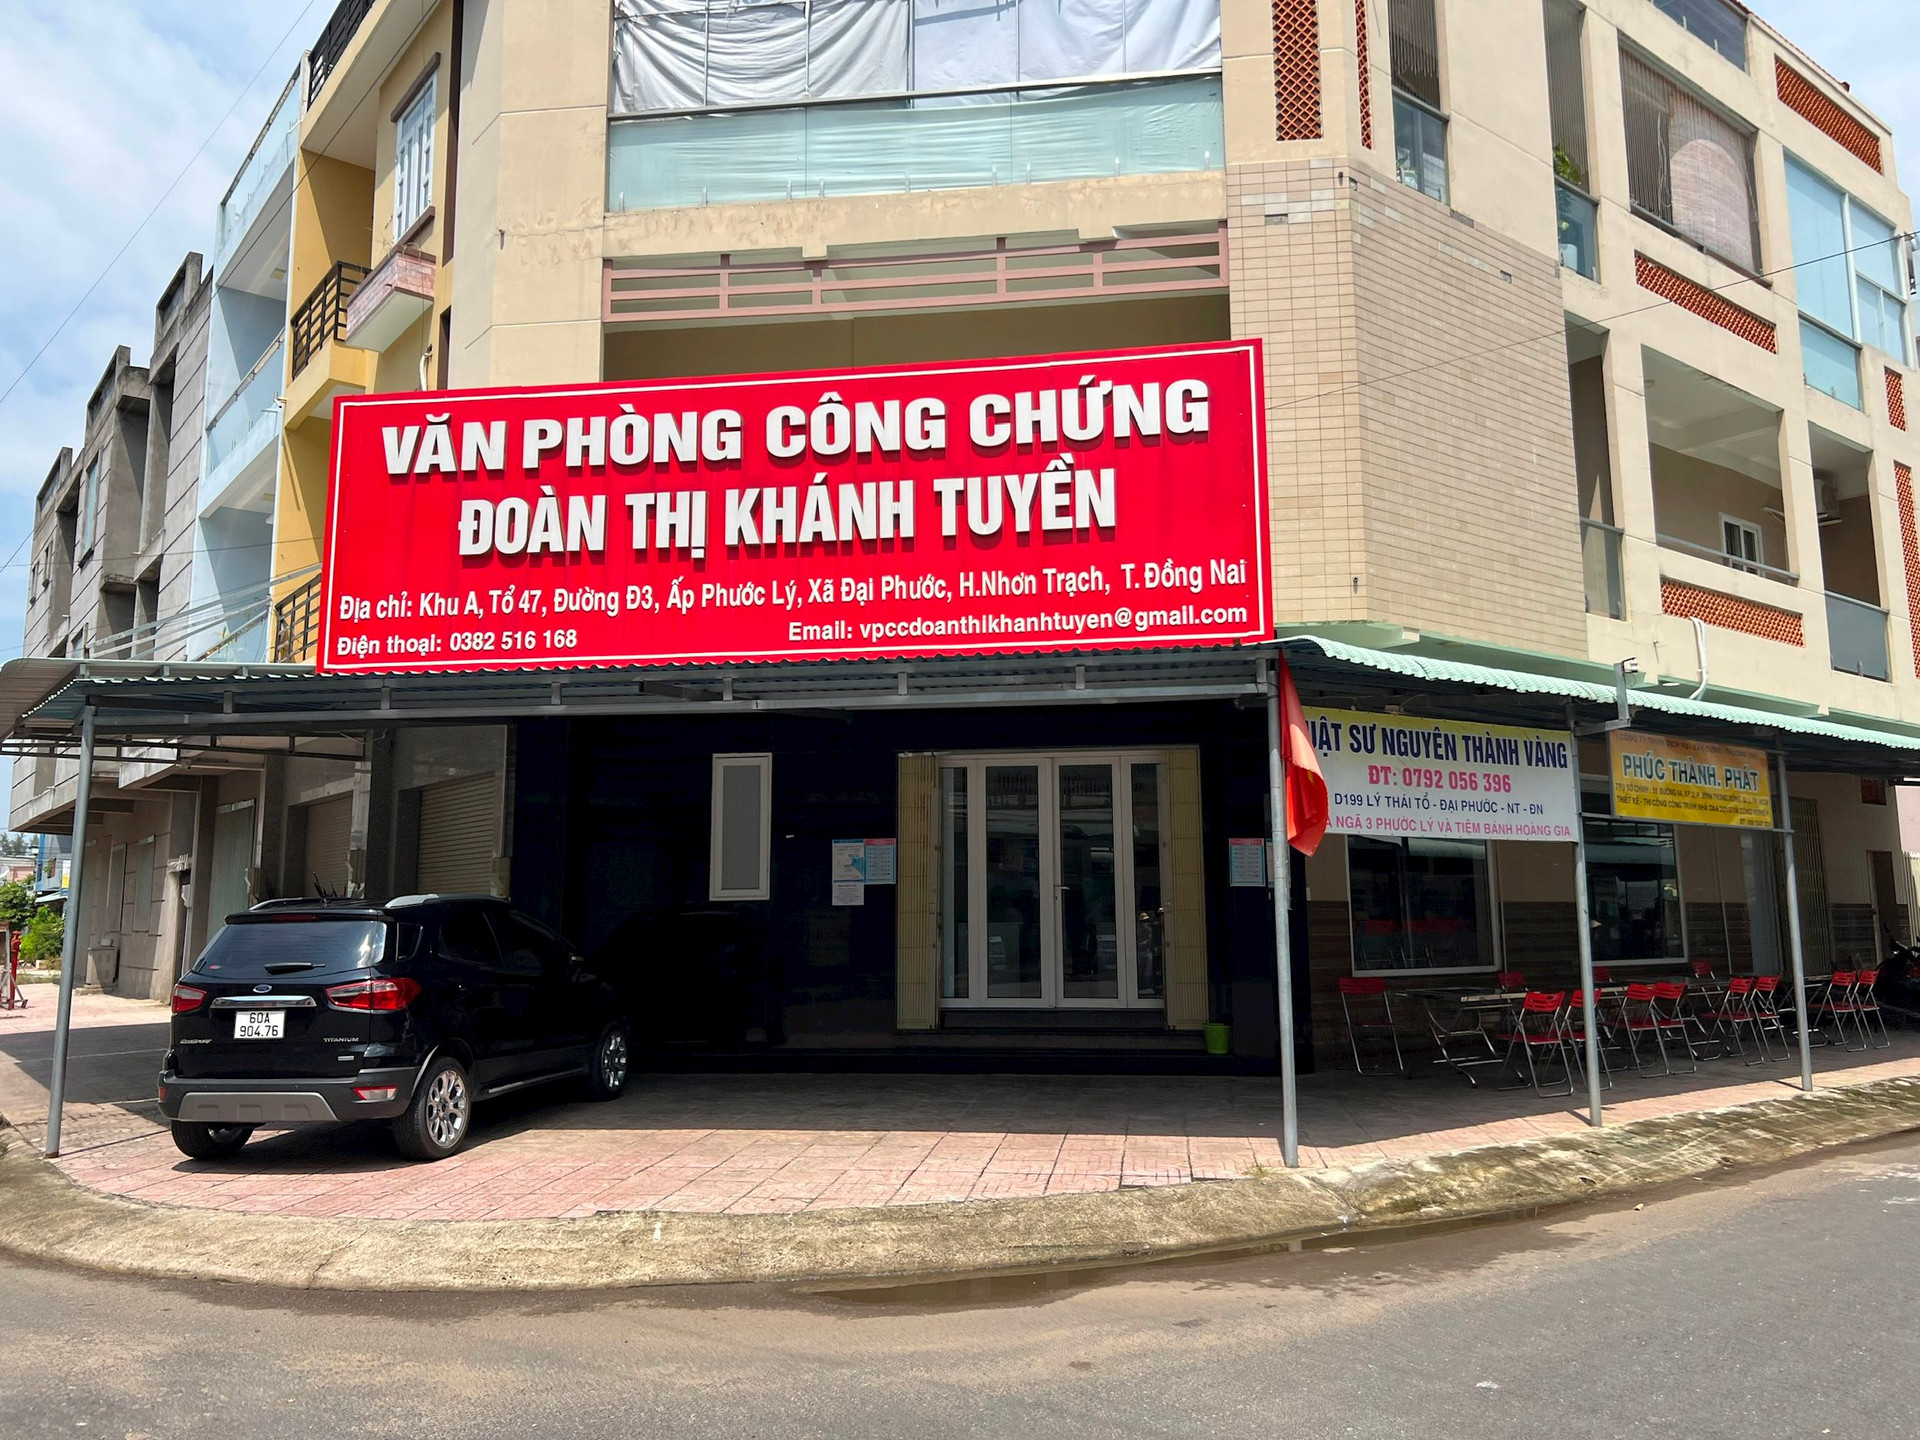 VĂN PHÒNG CÔNG CHỨNG
ĐOÀN THỊ KHÁNH TUYỀN
Địa chỉ: Khu A, Tổ 47, Đường Đ3, Ấp Phước Lý, Xã Đại Phước, H.Nhơn Trạch, T. Đồng Nai
Điện thoại: 0382 516 168
Email: vpccdoanthikhanhtuyen@gmail.com
SƯ NGUYÊN THÀNH VÀNG
ĐT: 0792 056 396
D199 LÝ THÁI TỔ - ĐẠI PHƯỚC - NT - ĐN
NGÃ 3 PHƯỚC LÝ VÀ TIỆM BÁNH HOÀNG GIA
PHÚC THÀNH. PHÁT
60A
904.76
TITANIUM